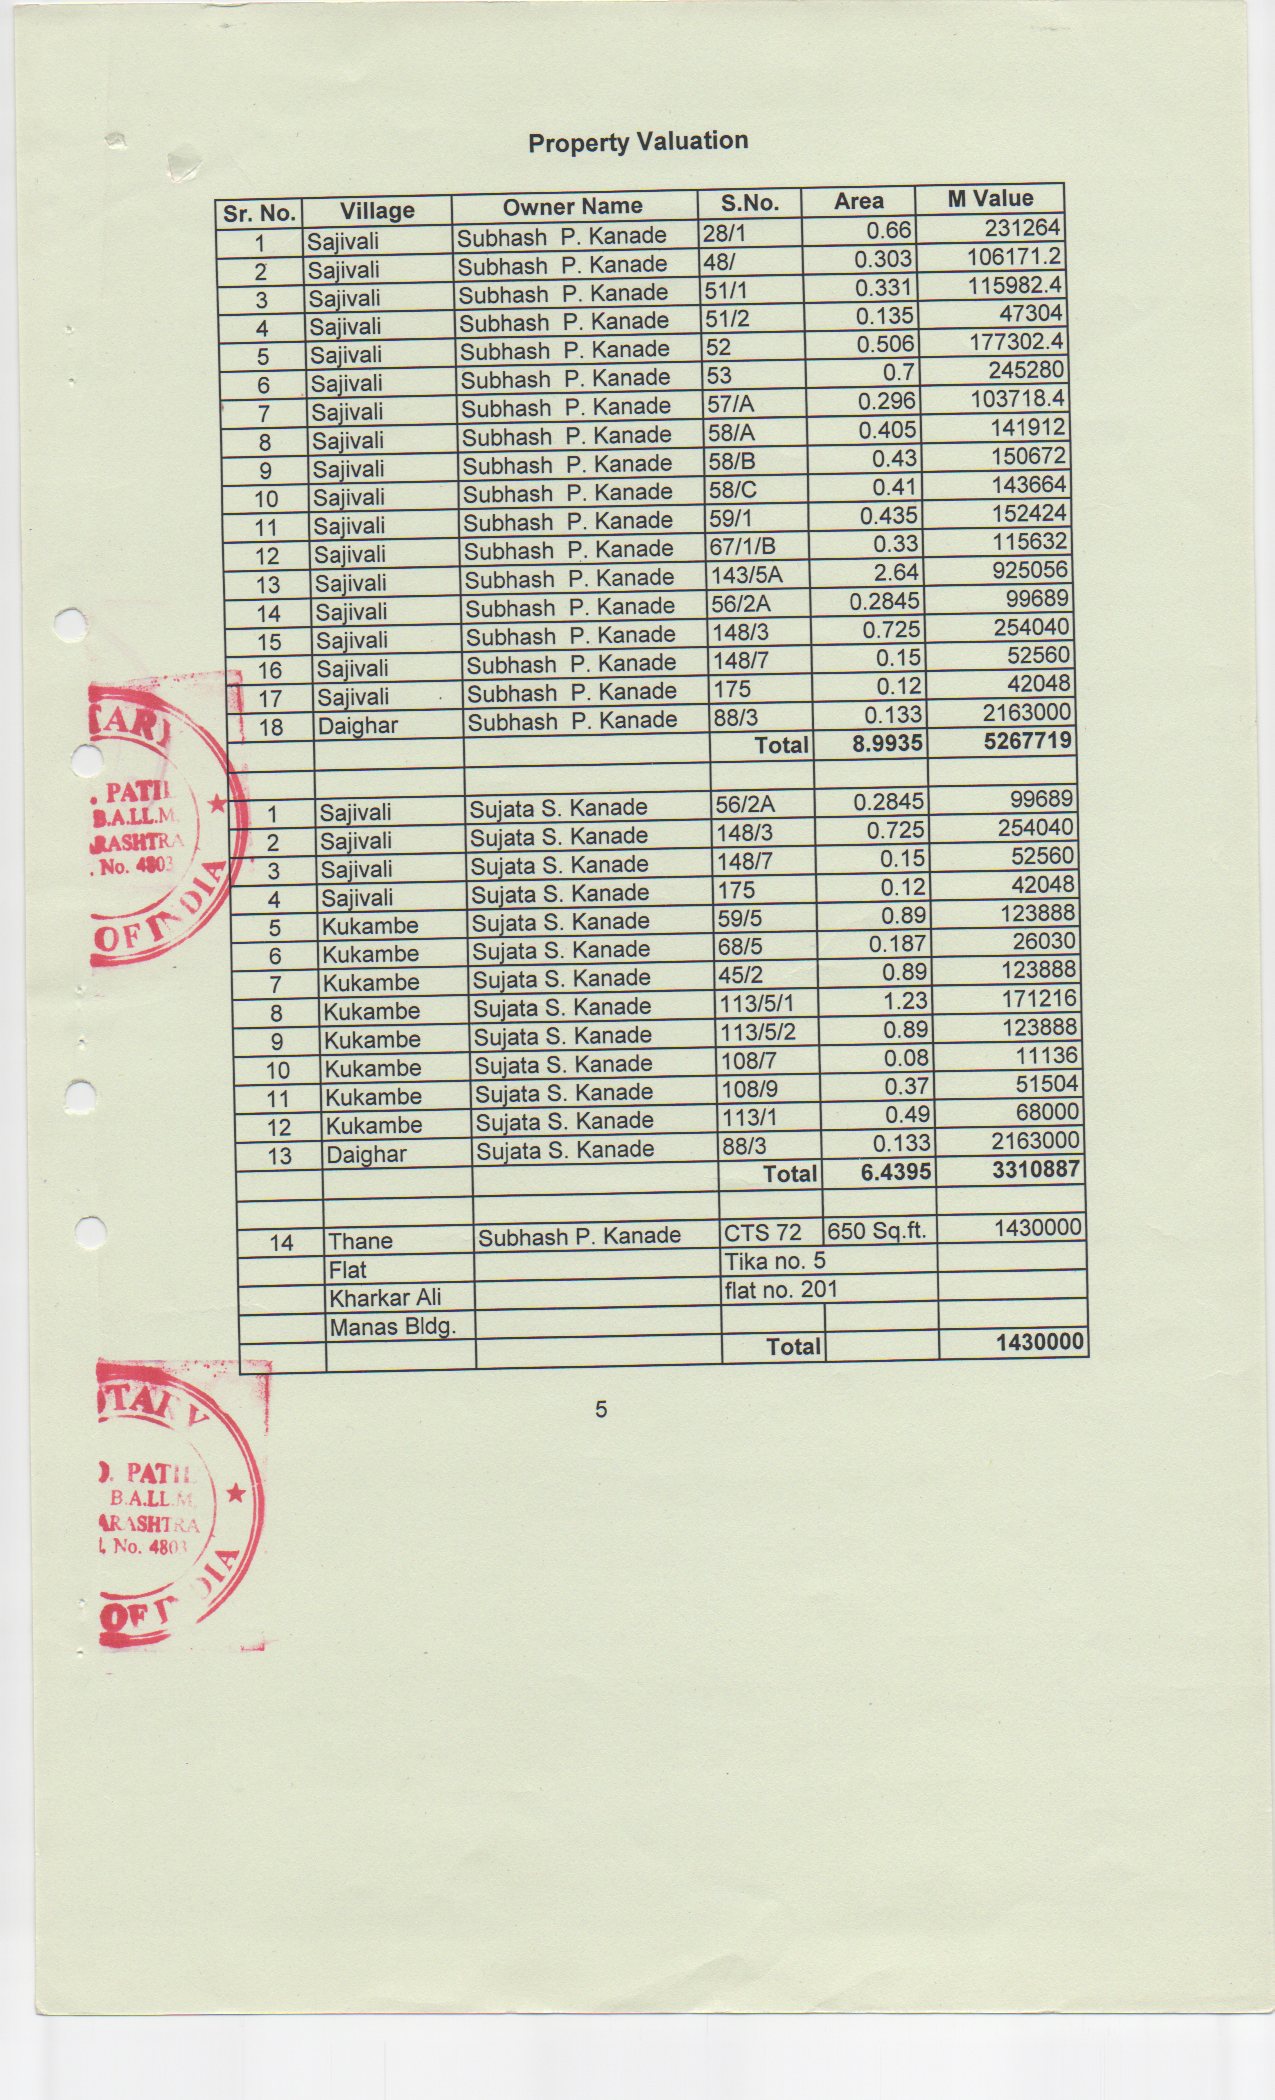 Property Valuation
Sr. No. Village Owner Name S.No. Area M Value
1 Sajivali Subhash P. Kanade 28/1 0.66 231264
2 Sajivali Subhash P. Kanade 48/ 0.303 106171.2
3 Sajivali Subhash P. Kanade 51/1 0.331 115982.4
4 Sajivali Subhash P. Kanade 51/2 0.135 47304
5 Sajivali Subhash P. Kanade 52 0.506 177302.4
6 Sajivali Subhash P. Kanade 53 0.7 245280
7 Sajivali Subhash P. Kanade 57/A 0.296 103718.4
8 Sajivali Subhash P. Kanade 58/A 0.405 141912
9 Sajivali Subhash P. Kanade 58/B 0.43 150672
10 Sajivali Subhash P. Kanade 58/C 0.41 143664
11 Sajivali Subhash P. Kanade 59/1 0.435 152424
12 Sajivali Subhash P. Kanade 67/1/B 0.33 115632
13 Sajivali Subhash P. Kanade 143/5A 2.64 925056
14 Sajivali Subhash P. Kanade 56/2A 0.2845 99689
15 Sajivali Subhash P. Kanade 148/3 0.725 254040
16 Sajivali Subhash P. Kanade 148/7 0.15 52560
17 Sajivali Subhash P. Kanade 175 0.12 42048
18 Daighar Subhash P. Kanade 88/3 0.133 2163000
Total 8.9935 5267719
1 Sajivali Sujata S. Kanade 56/2A 0.2845 99689
2 Sajivali Sujata S. Kanade 148/3 0.725 254040
3 Sajivali Sujata S. Kanade 148/7 0.15 52560
4 Sajivali Sujata S. Kanade 175 0.12 42048
5 Kukambe Sujata S. Kanade 59/5 0.89 123888
6 Kukambe Sujata S. Kanade 68/5 0.187 26030
7 Kukambe Sujata S. Kanade 45/2 0.89 123888
8 Kukambe Sujata S. Kanade 113/5/1 1.23 171216
9 Kukambe Sujata S. Kanade 113/5/2 0.89 123888
10 Kukambe Sujata S. Kanade 108/7 0.08 11136
11 Kukambe Sujata S. Kanade 108/9 0.37 51504
12 Kukambe Sujata S. Kanade 113/1 0.49 68000
13 Daighar Sujata S. Kanade 88/3 0.133 2163000
Total 6.4395 3310887
14 Thane Subhash P. Kanade CTS 72 650 Sq.ft. 1430000
Flat Tika no. 5
Kharkar Ali flat no. 201
Manas Bldg.
Total 1430000
5
TARY
. PATIL
B.A.LL.M.
RASHTRA
. No. 4803
OF INDIA
OTARY
D. PATIL
B.A.LL.M.
ARASHTRA
. No. 4803
OF INDIA